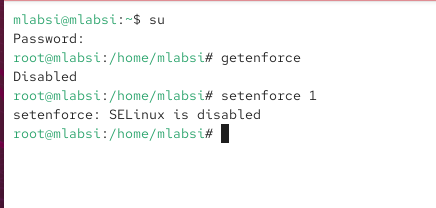 mlabsi@mlabsi:~$ su
Password:
root@mlabsi:/home/mlabsi# getenforce
Disabled
root@mlabsi:/home/mlabsi# setenforce 1
setenforce: SELinux is disabled
root@mlabsi:/home/mlabsi#